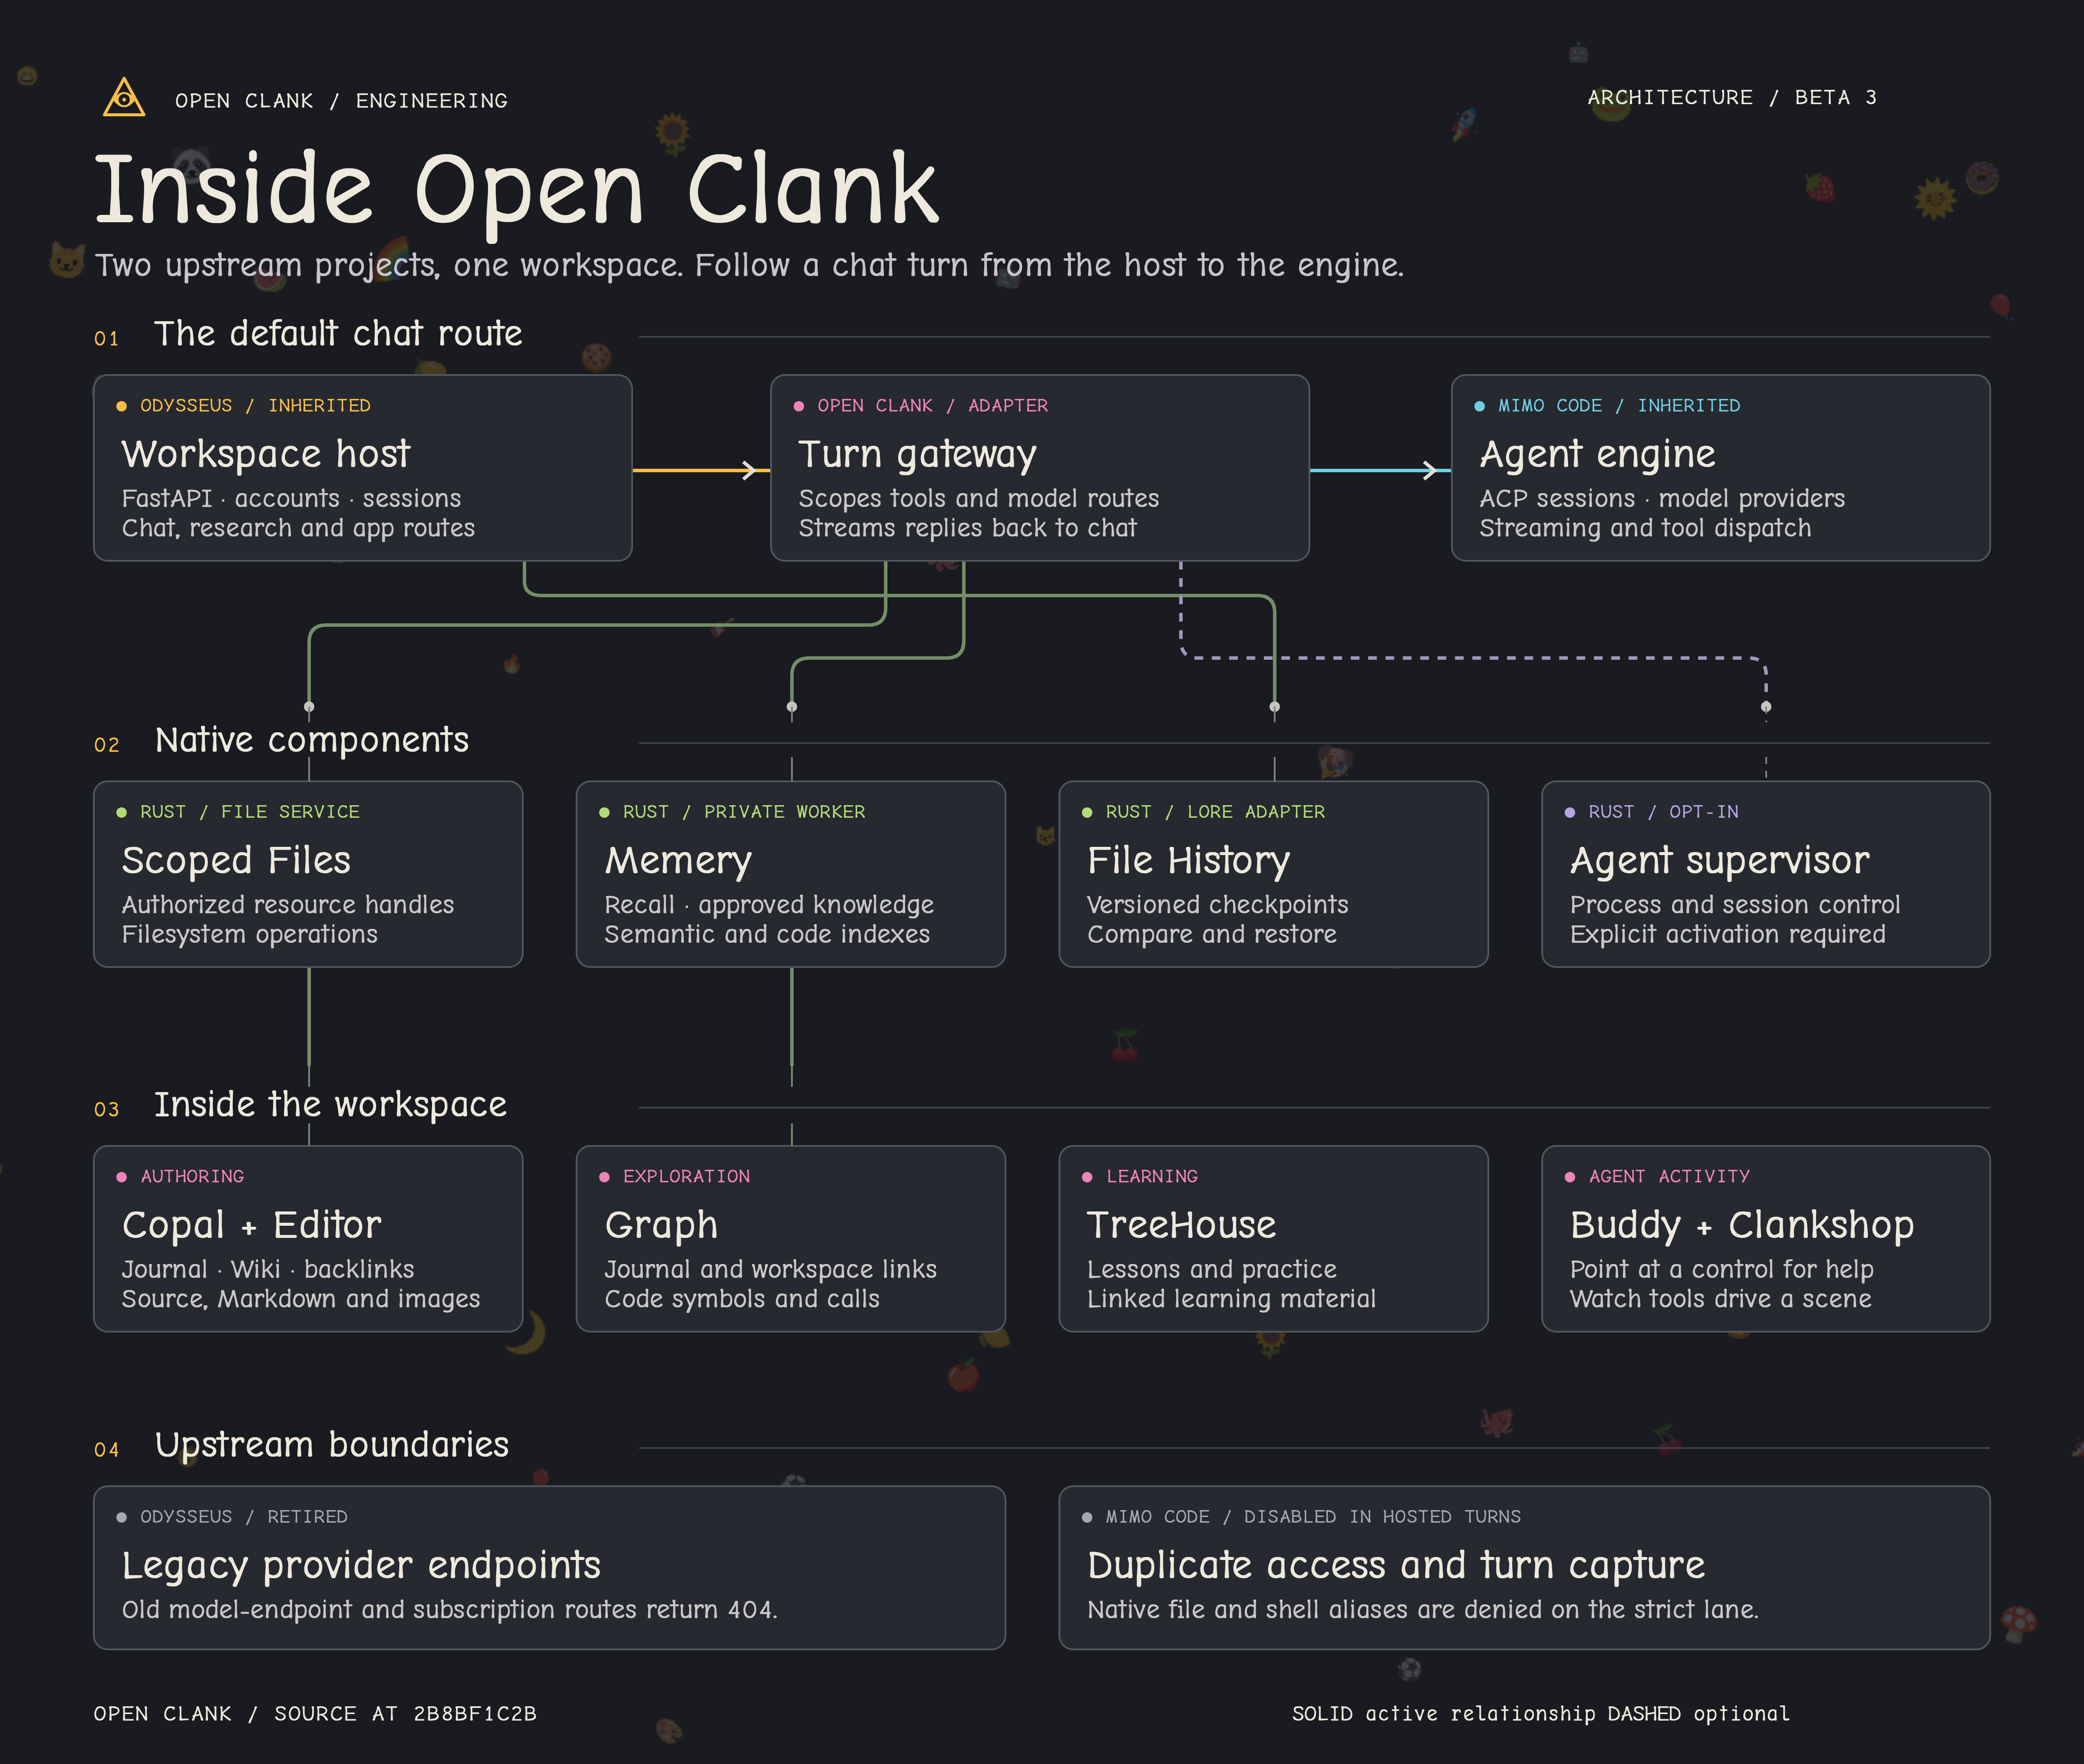 OPEN CLANK / ENGINEERING
ARCHITECTURE / BETA 3
Inside Open Clank
Two upstream projects, one workspace. Follow a chat turn from the host to the engine.
01 The default chat route
ODYSSEUS / INHERITED
Workspace host
FastAPI · accounts · sessions
Chat, research and app routes
OPEN CLANK / ADAPTER
Turn gateway
Scopes tools and model routes
Streams replies back to chat
MIMO CODE / INHERITED
Agent engine
ACP sessions · model providers
Streaming and tool dispatch
02 Native components
RUST / FILE SERVICE
Scoped Files
Authorized resource handles
Filesystem operations
RUST / PRIVATE WORKER
Memery
Recall · approved knowledge
Semantic and code indexes
RUST / LORE ADAPTER
File History
Versioned checkpoints
Compare and restore
RUST / OPT-IN
Agent supervisor
Process and session control
Explicit activation required
03 Inside the workspace
AUTHORING
Copal + Editor
Journal · Wiki · backlinks
Source, Markdown and images
EXPLORATION
Graph
Journal and workspace links
Code symbols and calls
LEARNING
TreeHouse
Lessons and practice
Linked learning material
AGENT ACTIVITY
Buddy + Clankshop
Point at a control for help
Watch tools drive a scene
04 Upstream boundaries
ODYSSEUS / RETIRED
Legacy provider endpoints
Old model-endpoint and subscription routes return 404.
MIMO CODE / DISABLED IN HOSTED TURNS
Duplicate access and turn capture
Native file and shell aliases are denied on the strict lane.
OPEN CLANK / SOURCE AT 2B8BF1C2B
SOLID active relationship DASHED optional